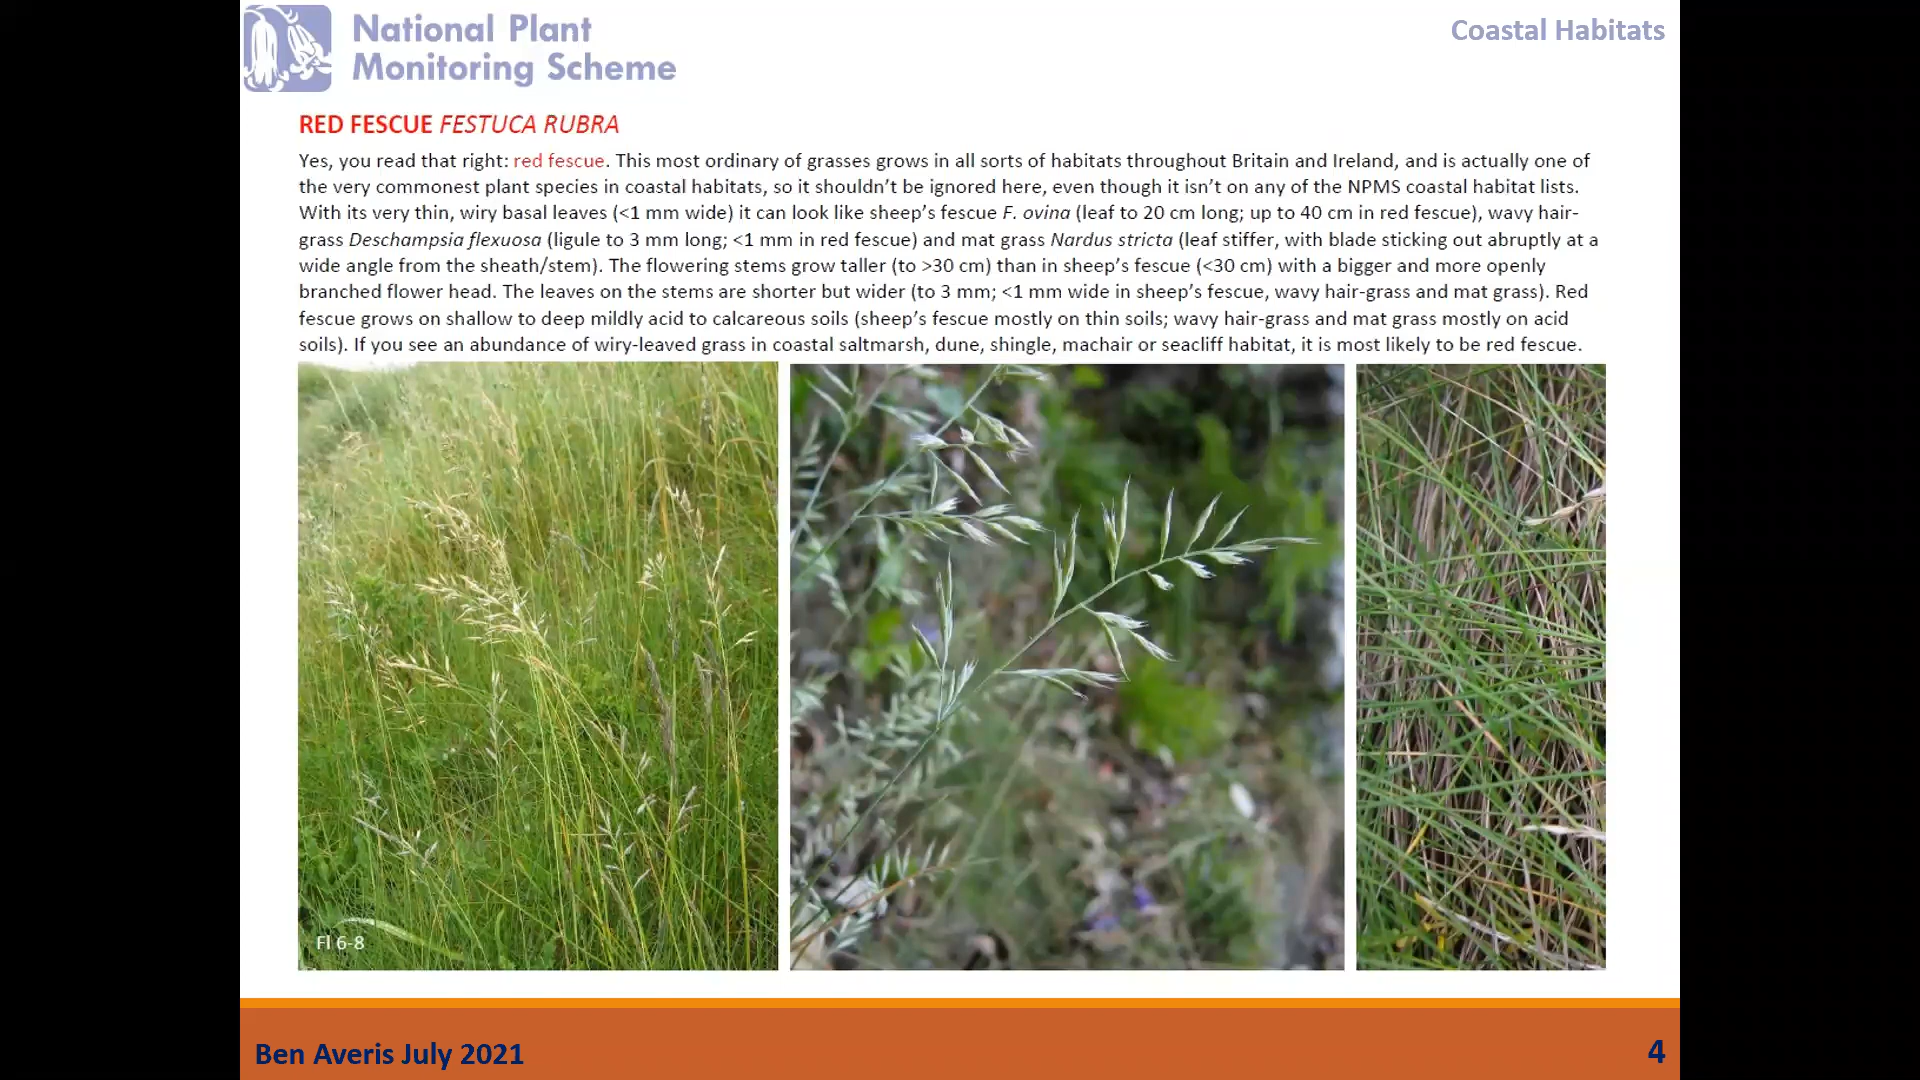 National Plant
Monitoring Scheme
Coastal Habitats
RED FESCUE FESTUCA RUBRA
Yes, you read that right: red fescue. This most ordinary of grasses grows in all sorts of habitats throughout Britain and Ireland, and is actually one of
the very commonest plant species in coastal habitats, so it shouldn't be ignored here, even though it isn't on any of the NPMS coastal habitat lists.
With its very thin, wiry basal leaves (<1 mm wide) it can look like sheep's fescue F. ovina (leaf to 20 cm long; up to 40 cm in red fescue), wavy hair-
grass Deschampsia flexuosa (ligule to 3 mm long; <1 mm in red fescue) and mat grass Nardus stricta (leaf stiffer, with blade sticking out abruptly at a
wide angle from the sheath/stem). The flowering stems grow taller (to >30 cm) than in sheep's fescue (<30 cm) with a bigger and more openly
branched flower head. The leaves on the stems are shorter but wider (to 3 mm; <1 mm wide in sheep's fescue, wavy hair-grass and mat grass). Red
fescue grows on shallow to deep mildly acid to calcareous soils (sheep's fescue mostly on thin soils; wavy hair-grass and mat grass mostly on acid
soils). If you see an abundance of wiry-leaved grass in coastal saltmarsh, dune, shingle, machair or seacliff habitat, it is most likely to be red fescue.
Fl 6-8
Ben Averis July 2021
4